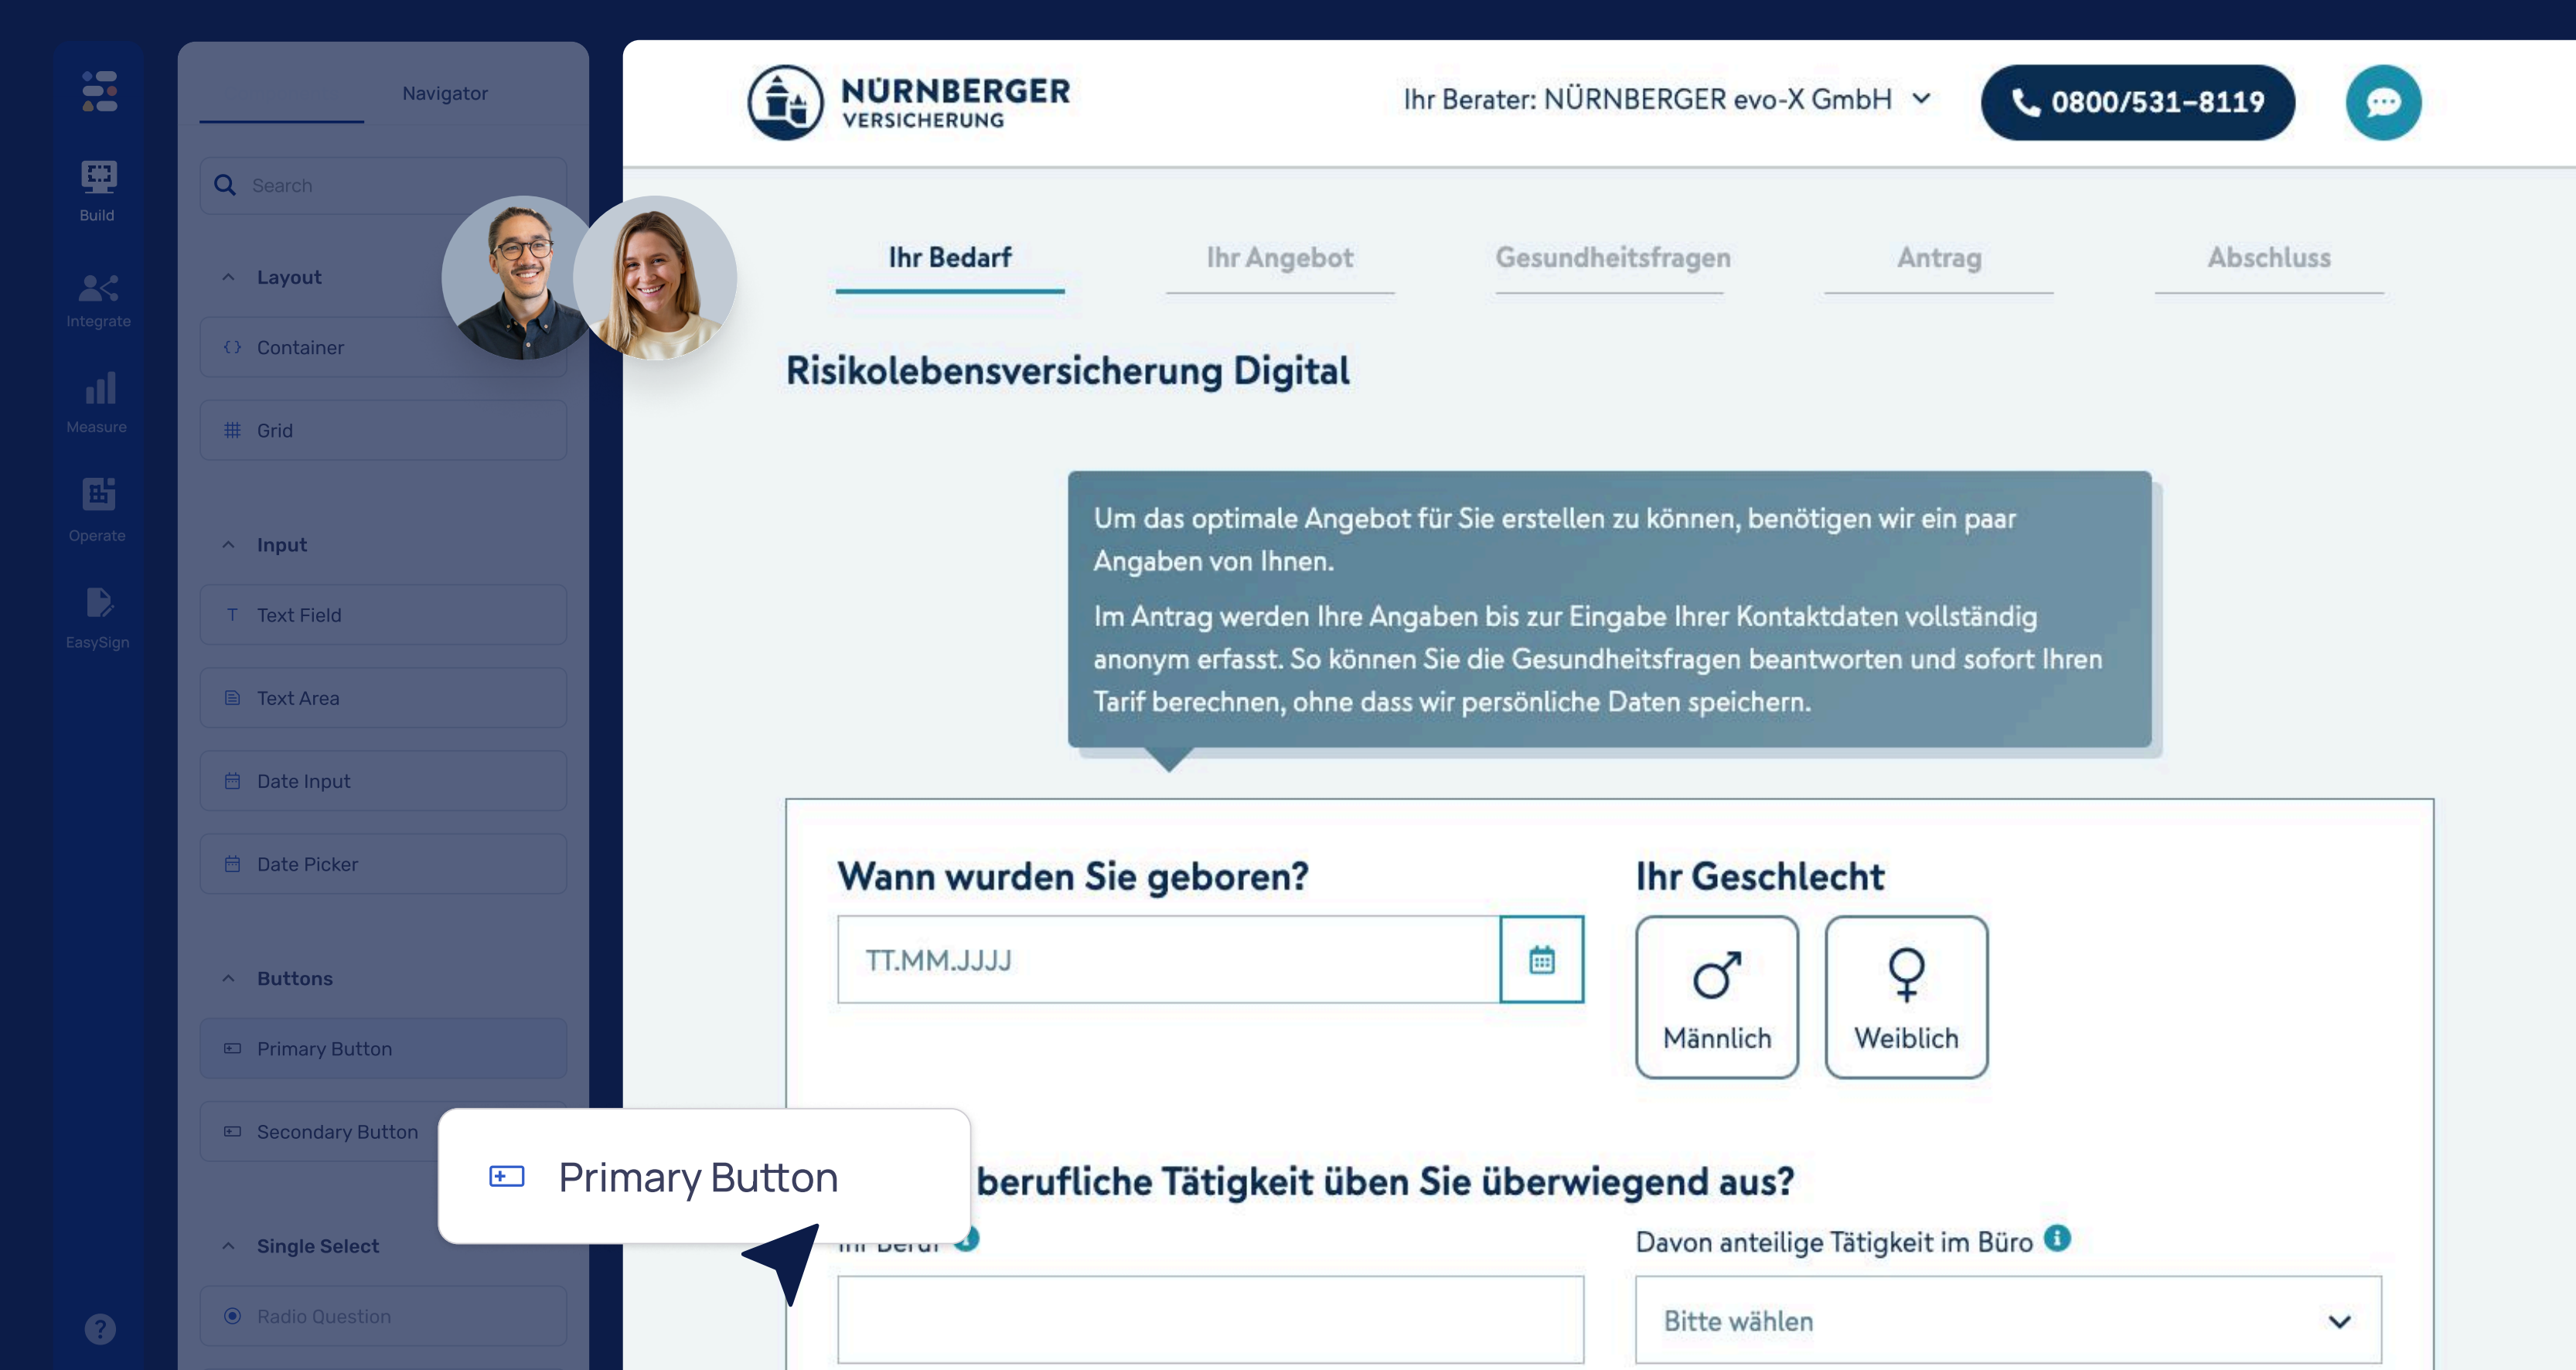 Build
Integrate
Measure
Operate
EasySign
?
Navigator
Search
Layout
Container
Grid
Input
T Text Field
Text Area
Date Input
Date Picker
Buttons
Primary Button
Secondary Button
Single Select
Radio Question
Primary Button
NÜRNBERGER
VERSICHERUNG
Ihr Berater: NÜRNBERGER evo-X GmbH
0800/531–8119
Ihr Bedarf
Ihr Angebot
Gesundheitsfragen
Antrag
Abschluss
Risikolebensversicherung Digital
Um das optimale Angebot für Sie erstellen zu können, benötigen wir ein paar
Angaben von Ihnen.
Im Antrag werden Ihre Angaben bis zur Eingabe Ihrer Kontaktdaten vollständig
anonym erfasst. So können Sie die Gesundheitsfragen beantworten und sofort Ihren
Tarif berechnen, ohne dass wir persönliche Daten speichern.
Wann wurden Sie geboren?
TT.MM.JJJJ
Ihr Geschlecht
Männlich
Weiblich
berufliche Tätigkeit üben Sie überwiegend aus?
Ihr Beruf
Davon anteilige Tätigkeit im Büro
Bitte wählen